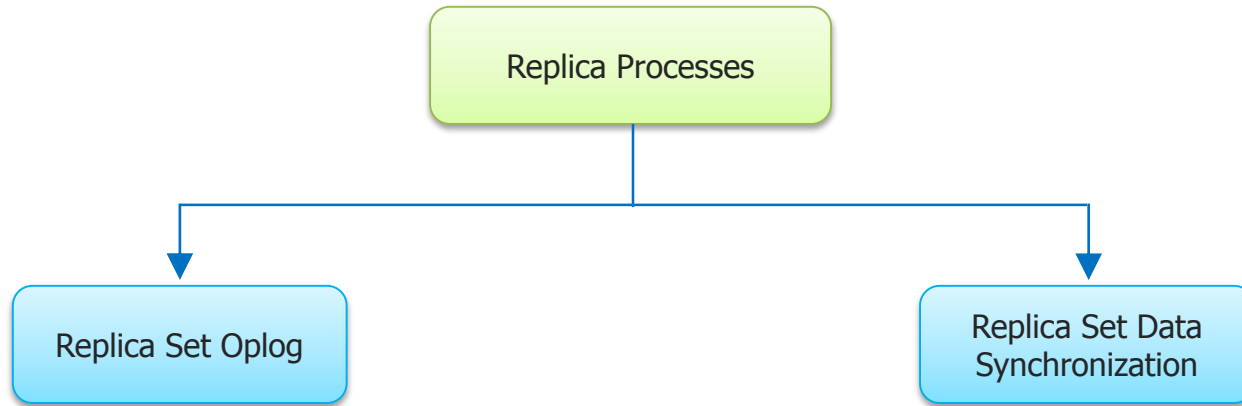 Replica Processes
Replica Set Oplog
Replica Set Data
Synchronization